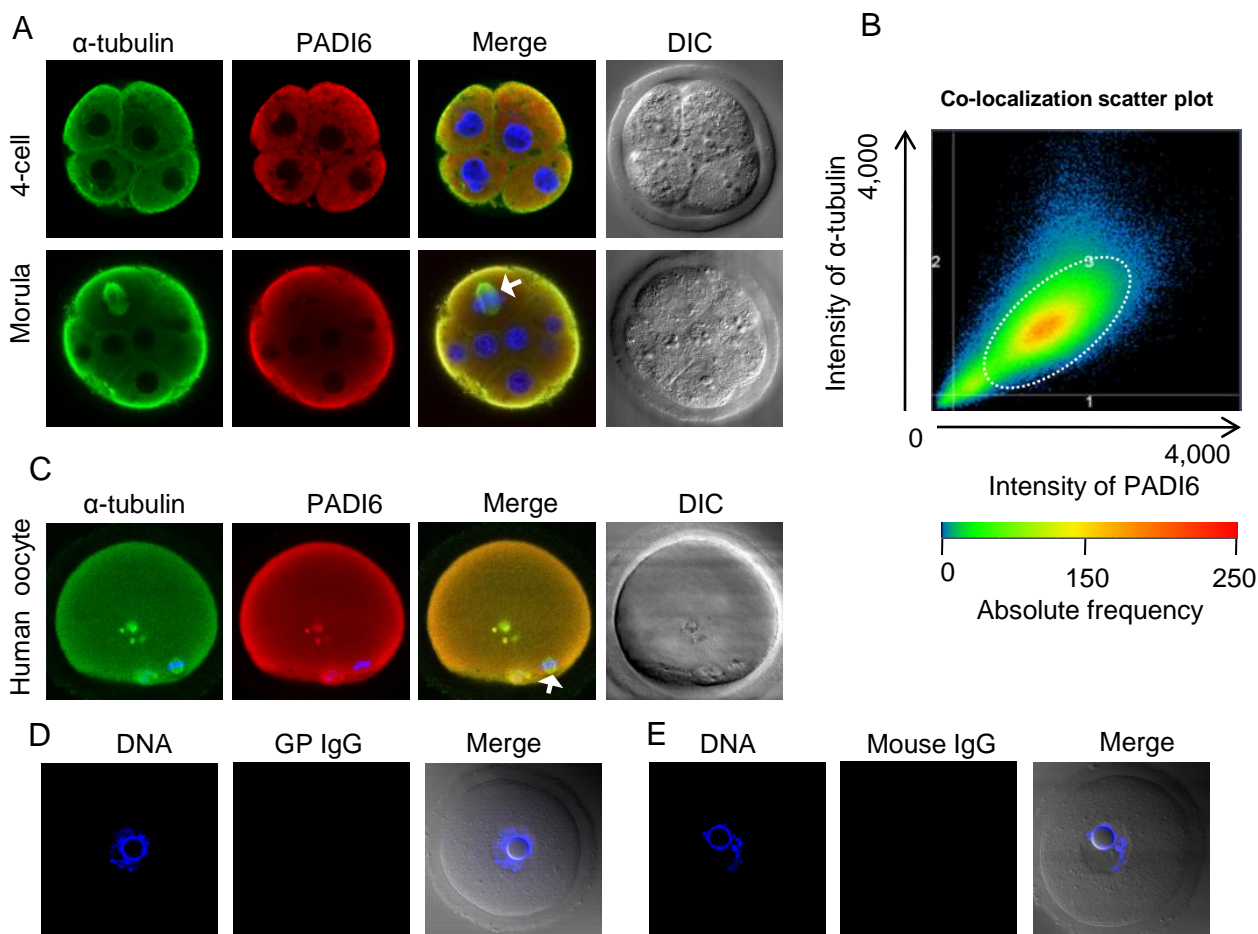 A
α-tubulin PADI6 Merge DIC
4-cell
Morula
B
Co-localization scatter plot
Intensity of α-tubulin
4,000
2
3
1
0
4,000
Intensity of PADI6
0 150 250
Absolute frequency
C
α-tubulin PADI6 Merge DIC
Human oocyte
D
DNA GP IgG Merge
E
DNA Mouse IgG Merge